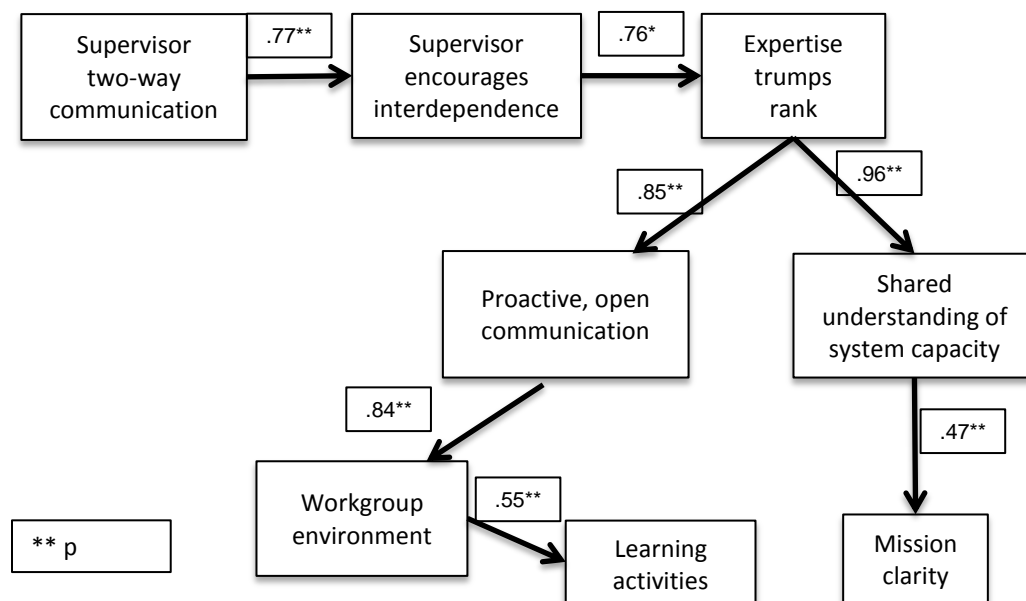 Supervisor
two-way
communication
.77**
Supervisor
encourages
interdependence
.76*
Expertise
trumps
rank
.85**
.96**
Proactive, open
communication
Shared
understanding of
system capacity
.84**
.47**
Workgroup
environment
.55**
Learning
activities
Mission
clarity
** p